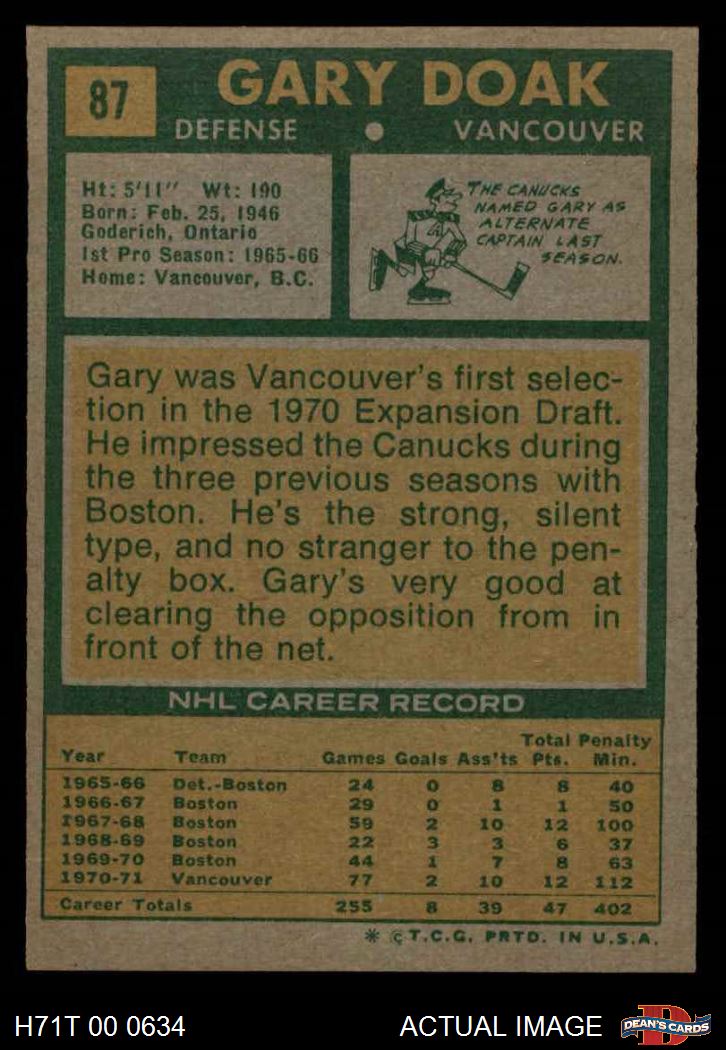 87
GARY DOAK
DEFENSE • VANCOUVER
Ht: 5'11" Wt: 190
Born: Feb. 25, 1946
Goderich, Ontario
1st Pro Season: 1965-66
Home: Vancouver, B.C.
THE CANUCKS
NAMED GARY AS
ALTERNATE
CAPTAIN LAST
SEASON.
Gary was Vancouver's first selec-
tion in the 1970 Expansion Draft.
He impressed the Canucks during
the three previous seasons with
Boston. He's the strong, silent
type, and no stranger to the pen-
alty box. Gary's very good at
clearing the opposition from in
front of the net.
NHL CAREER RECORD
Total Penalty
Year Team Games Goals Ass'ts Pts. Min.
1965-66 Det.-Boston 24 0 8 8 40
1966-67 Boston 29 0 1 1 50
1967-68 Boston 59 2 10 12 100
1968-69 Boston 22 3 3 6 37
1969-70 Boston 44 1 7 8 63
1970-71 Vancouver 77 2 10 12 112
Career Totals 255 8 39 47 402
* © T.C.G. PRTD. IN U.S.A.
H71T 00 0634 ACTUAL IMAGE
D
DEAN'S CARDS